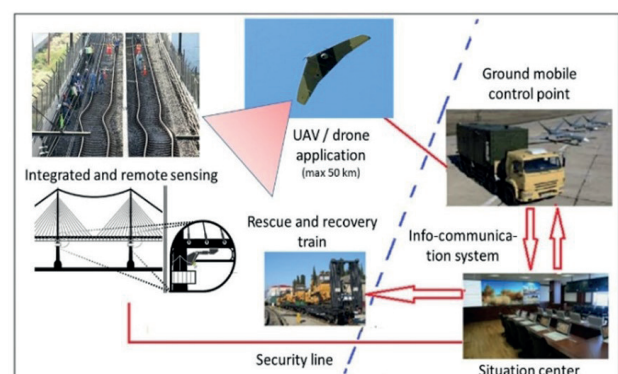 Ground mobile
control point
UAV / drone
application
(max 50 km)
Integrated and remote sensing
Rescue and recovery
train
Info-communica-
tion system
Security line
Situation center